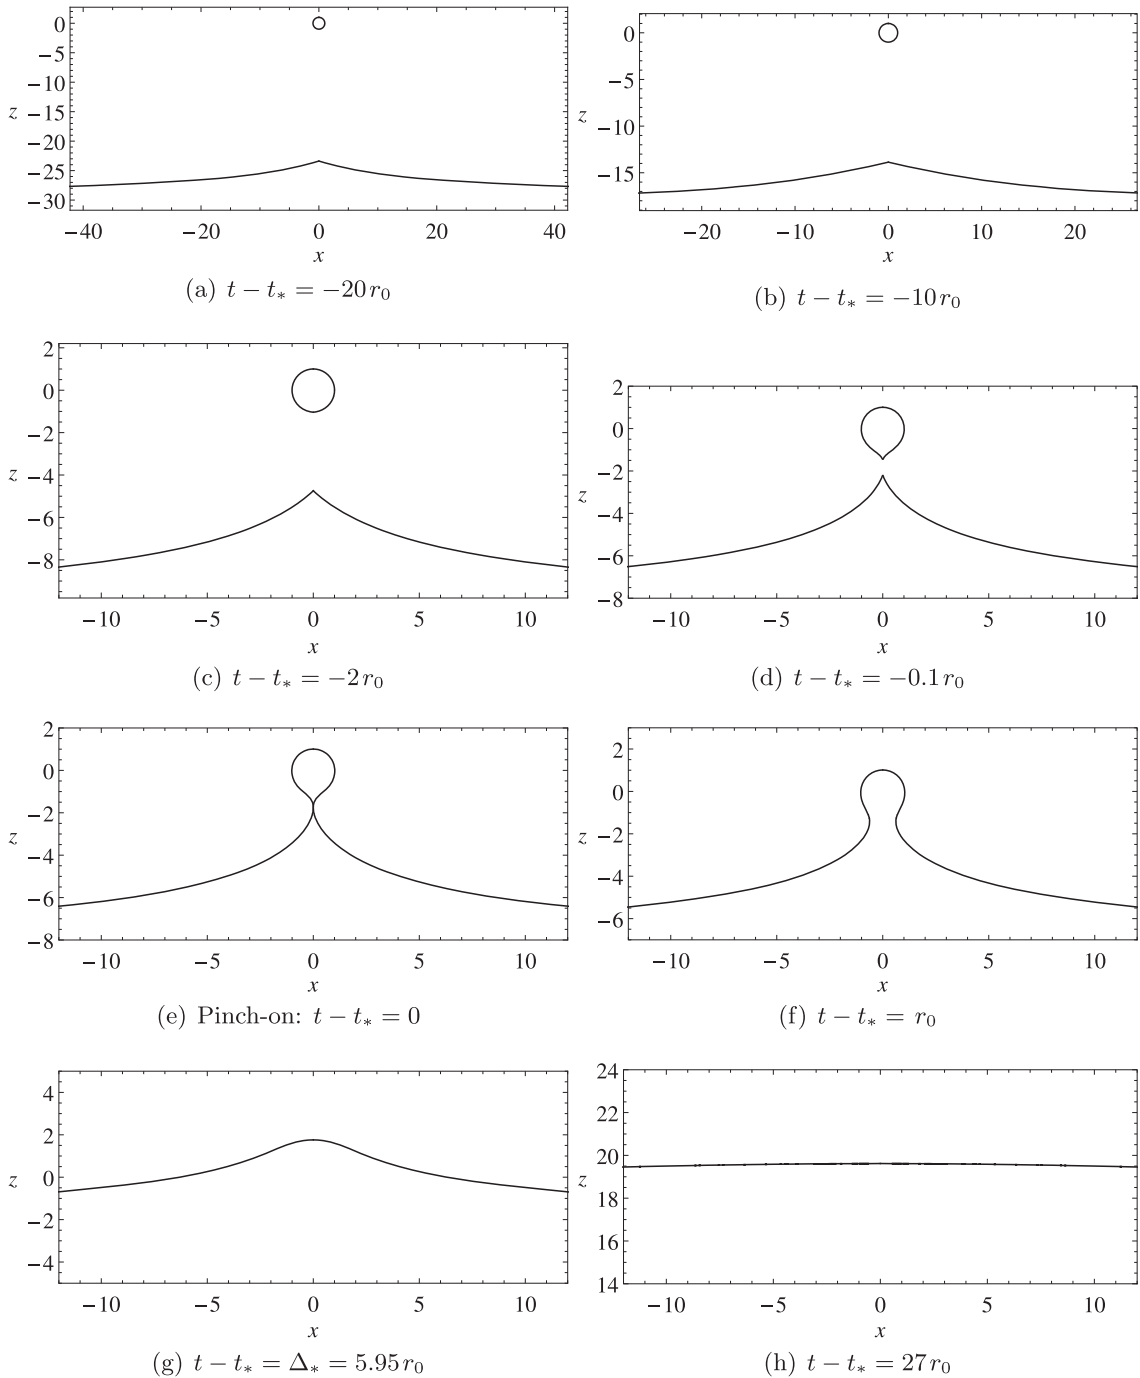 0
−5
−10
−15
z
−20
−25
−30
−40 −20 0 20 40
x
(a) t − t∗ = −20 r₀
0
−5
−10
z
−15
−20 −10 0 10 20
x
(b) t − t∗ = −10 r₀
2
0
−2
−4
z
−6
−8
−10 −5 0 5 10
x
(c) t − t∗ = −2 r₀
2
0
−2
z
−4
−6
−8
−10 −5 0 5 10
x
(d) t − t∗ = −0.1 r₀
2
0
−2
z
−4
−6
−8
−10 −5 0 5 10
x
(e) Pinch-on: t − t∗ = 0
2
0
−2
z
−4
−6
−10 −5 0 5 10
x
(f) t − t∗ = r₀
4
2
0
z
−2
−4
−10 −5 0 5 10
x
(g) t − t∗ = Δ∗ = 5.95 r₀
24
22
20
z
18
16
14
−10 −5 0 5 10
x
(h) t − t∗ = 27 r₀